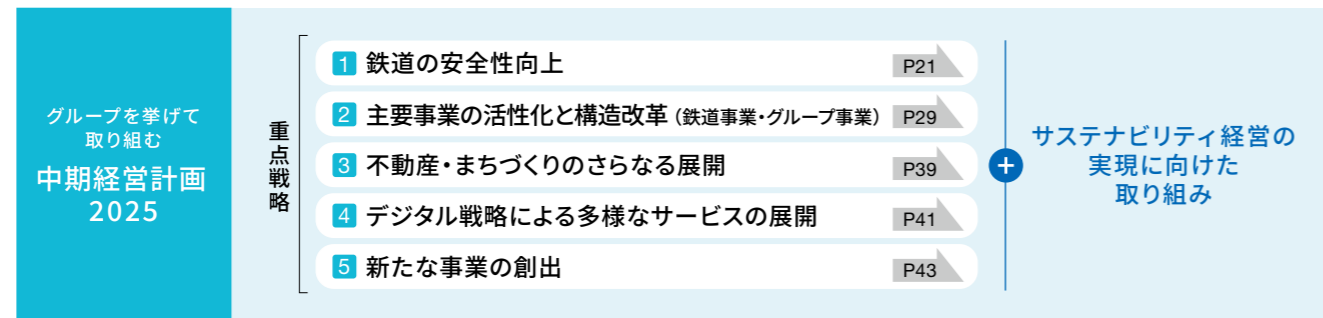 グループを挙げて
取り組む
中期経営計画
2025
重点戦略
1 鉄道の安全性向上 P21
2 主要事業の活性化と構造改革（鉄道事業・グループ事業） P29
3 不動産・まちづくりのさらなる展開 P39
4 デジタル戦略による多様なサービスの展開 P41
5 新たな事業の創出 P43
+
サステナビリティ経営の
実現に向けた
取り組み